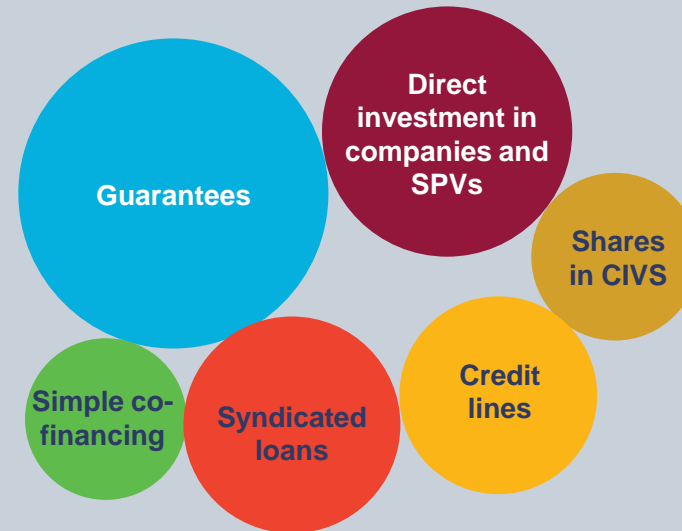 Guarantees
Direct
investment in
companies and
SPVs
Shares
in CIVS
Simple co-
financing
Syndicated
loans
Credit
lines